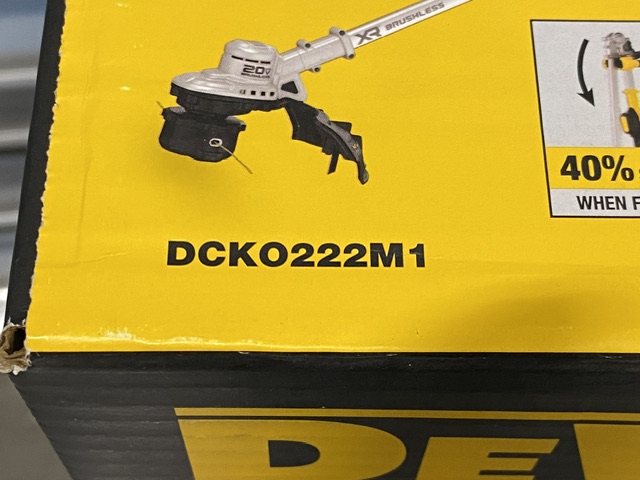 XR BRUSHLESS
20V
40%
WHEN
DCKO222M1
DE